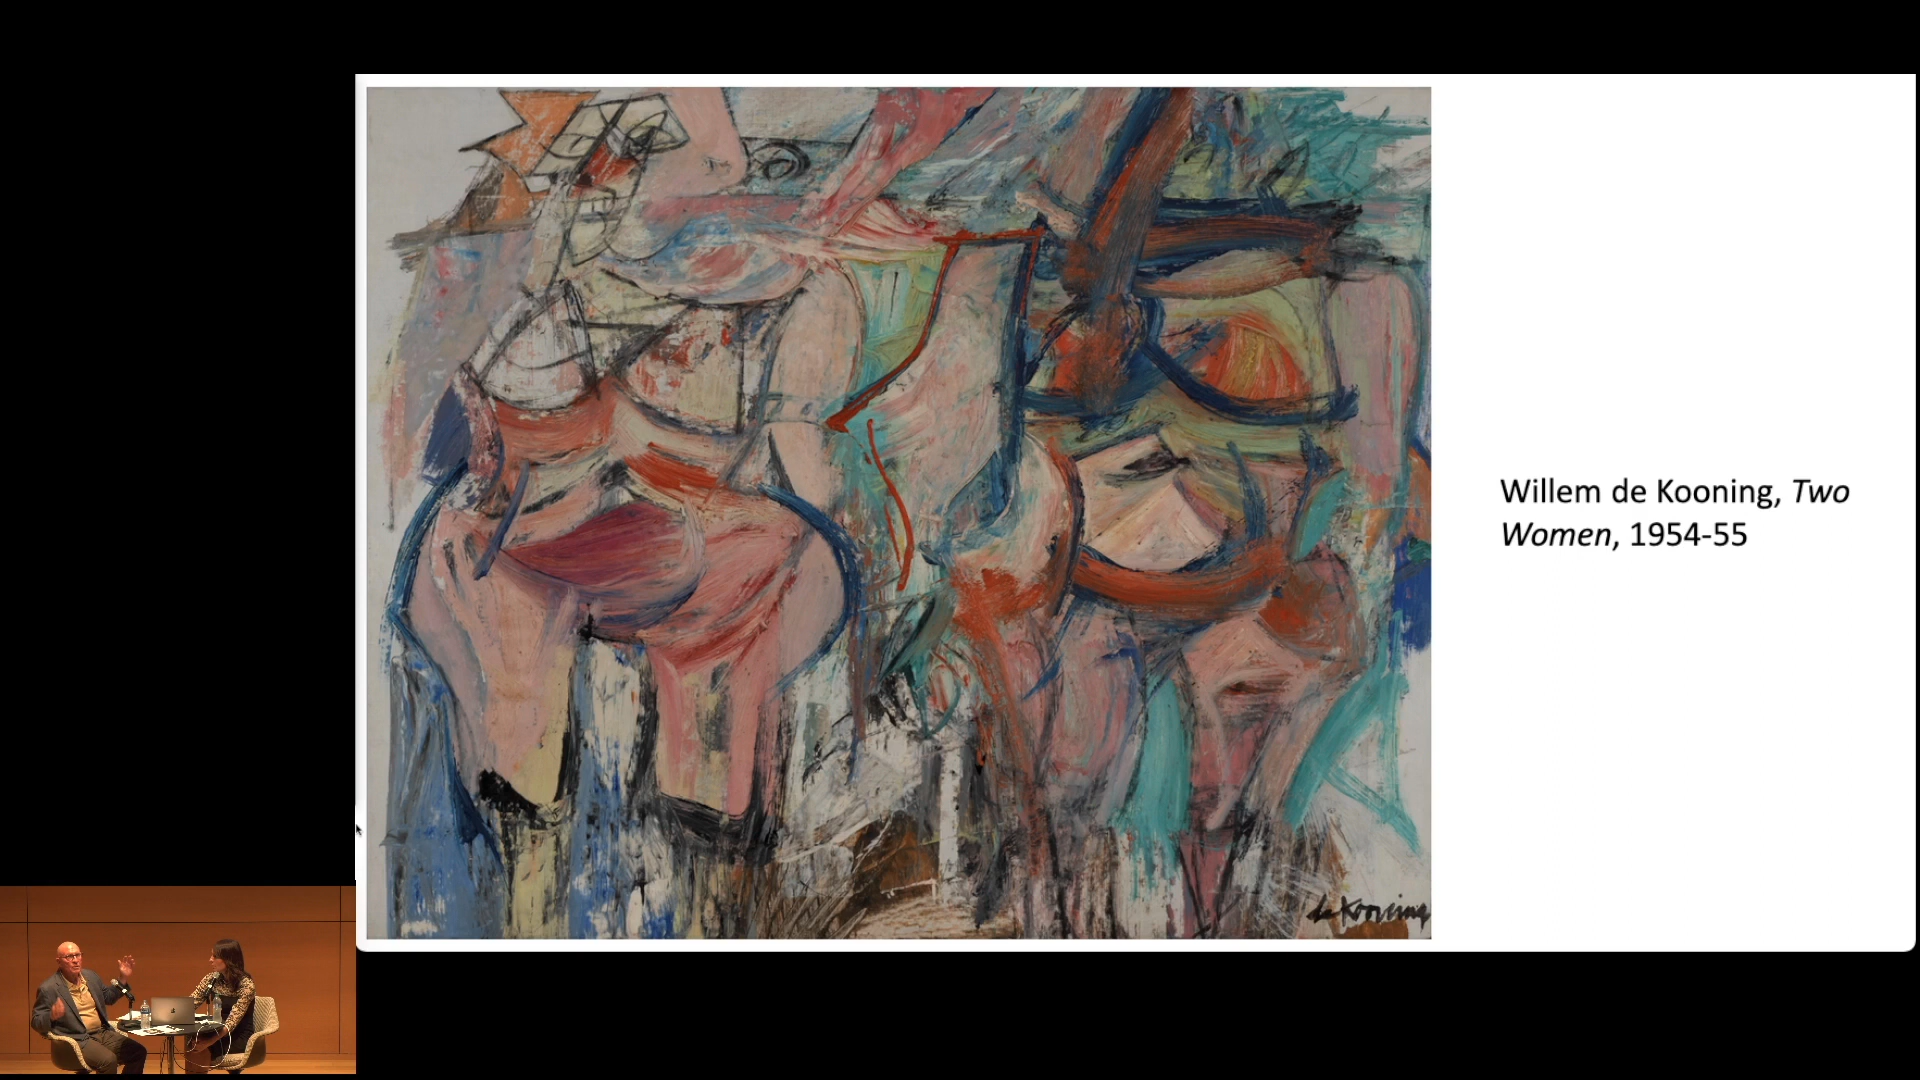 Willem de Kooning, Two
Women, 1954-55
de Kooning